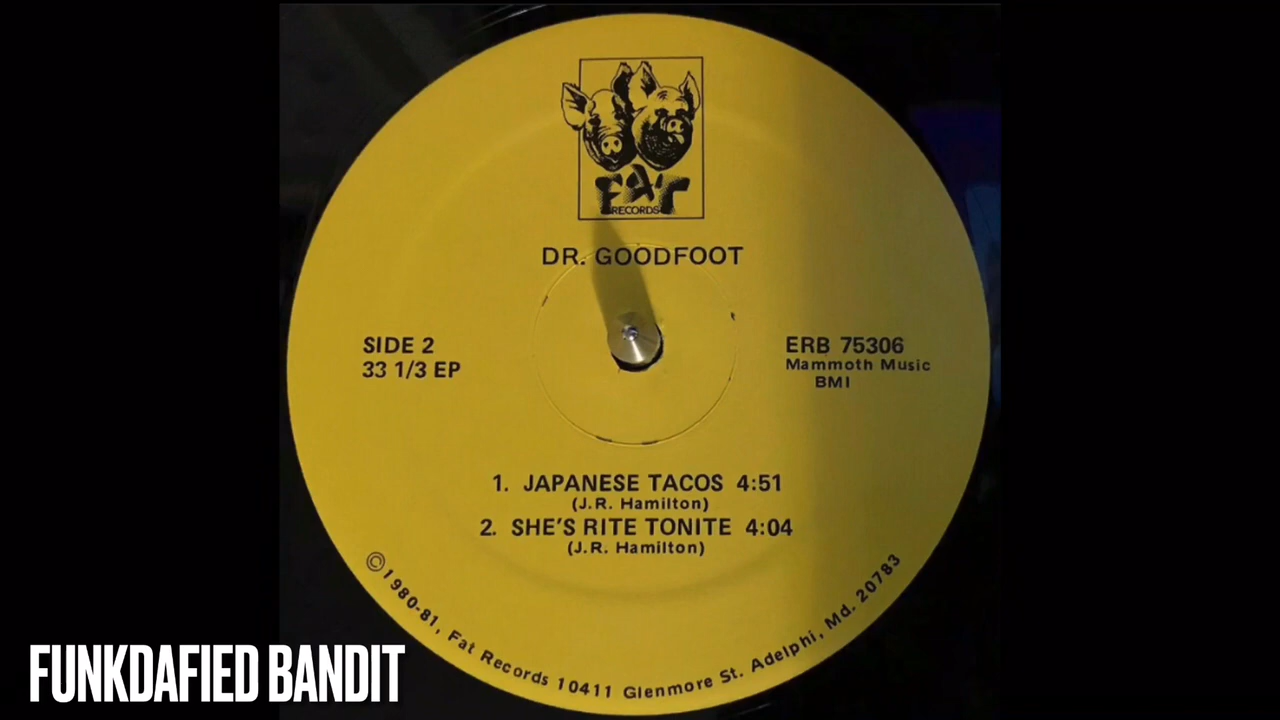 FAT
RECORDS
DR. GOODFOOT
SIDE 2
33 1/3 EP
ERB 75306
Mammoth Music
BMI
1. JAPANESE TACOS 4:51
(J.R. Hamilton)
2. SHE'S RITE TONITE 4:04
(J.R. Hamilton)
©1980-81, Fat Records 10411 Glenmore St. Adelphi, Md. 20783
FUNKDAFIED BANDIT